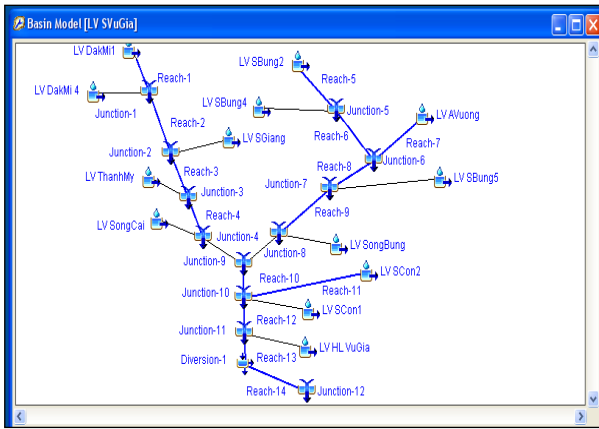 Basin Model [LV SVuGia]
LV DakMi1
LV SBung2
Reach-1
Reach-5
LV DakMi 4
LV SBung4
Junction-5
LV AVuong
Junction-1
Reach-2
Reach-6
Reach-7
Junction-2
LV SGiang
Reach-8
Junction-6
Reach-3
LV ThanhMy
Junction-3
Junction-7
LV SBung5
Reach-4
Reach-9
LV SongCai
Junction-4
Junction-8
LV SongBung
Junction-9
Reach-10
LV SCon2
Junction-10
Reach-11
LV SCon1
Reach-12
Junction-11
LV HL VuGia
Diversion-1
Reach-13
Reach-14
Junction-12